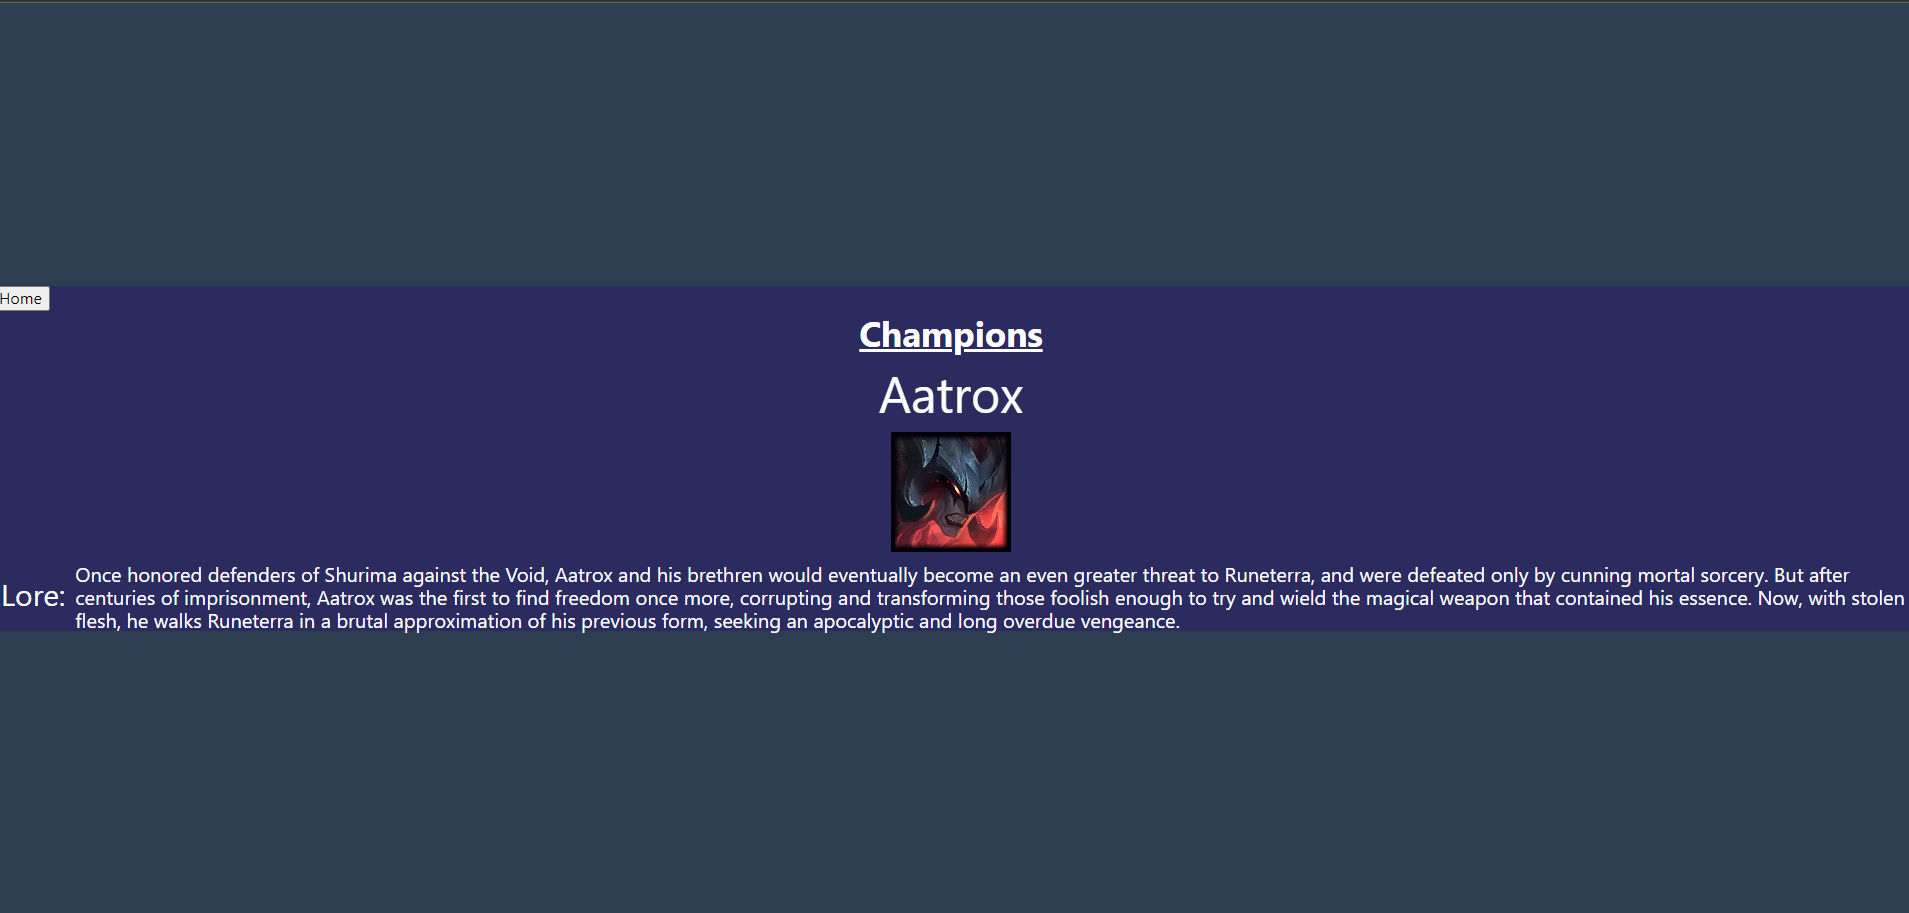 Home
Champions
Aatrox
Lore:
Once honored defenders of Shurima against the Void, Aatrox and his brethren would eventually become an even greater threat to Runeterra, and were defeated only by cunning mortal sorcery. But after
centuries of imprisonment, Aatrox was the first to find freedom once more, corrupting and transforming those foolish enough to try and wield the magical weapon that contained his essence. Now, with stolen
flesh, he walks Runeterra in a brutal approximation of his previous form, seeking an apocalyptic and long overdue vengeance.